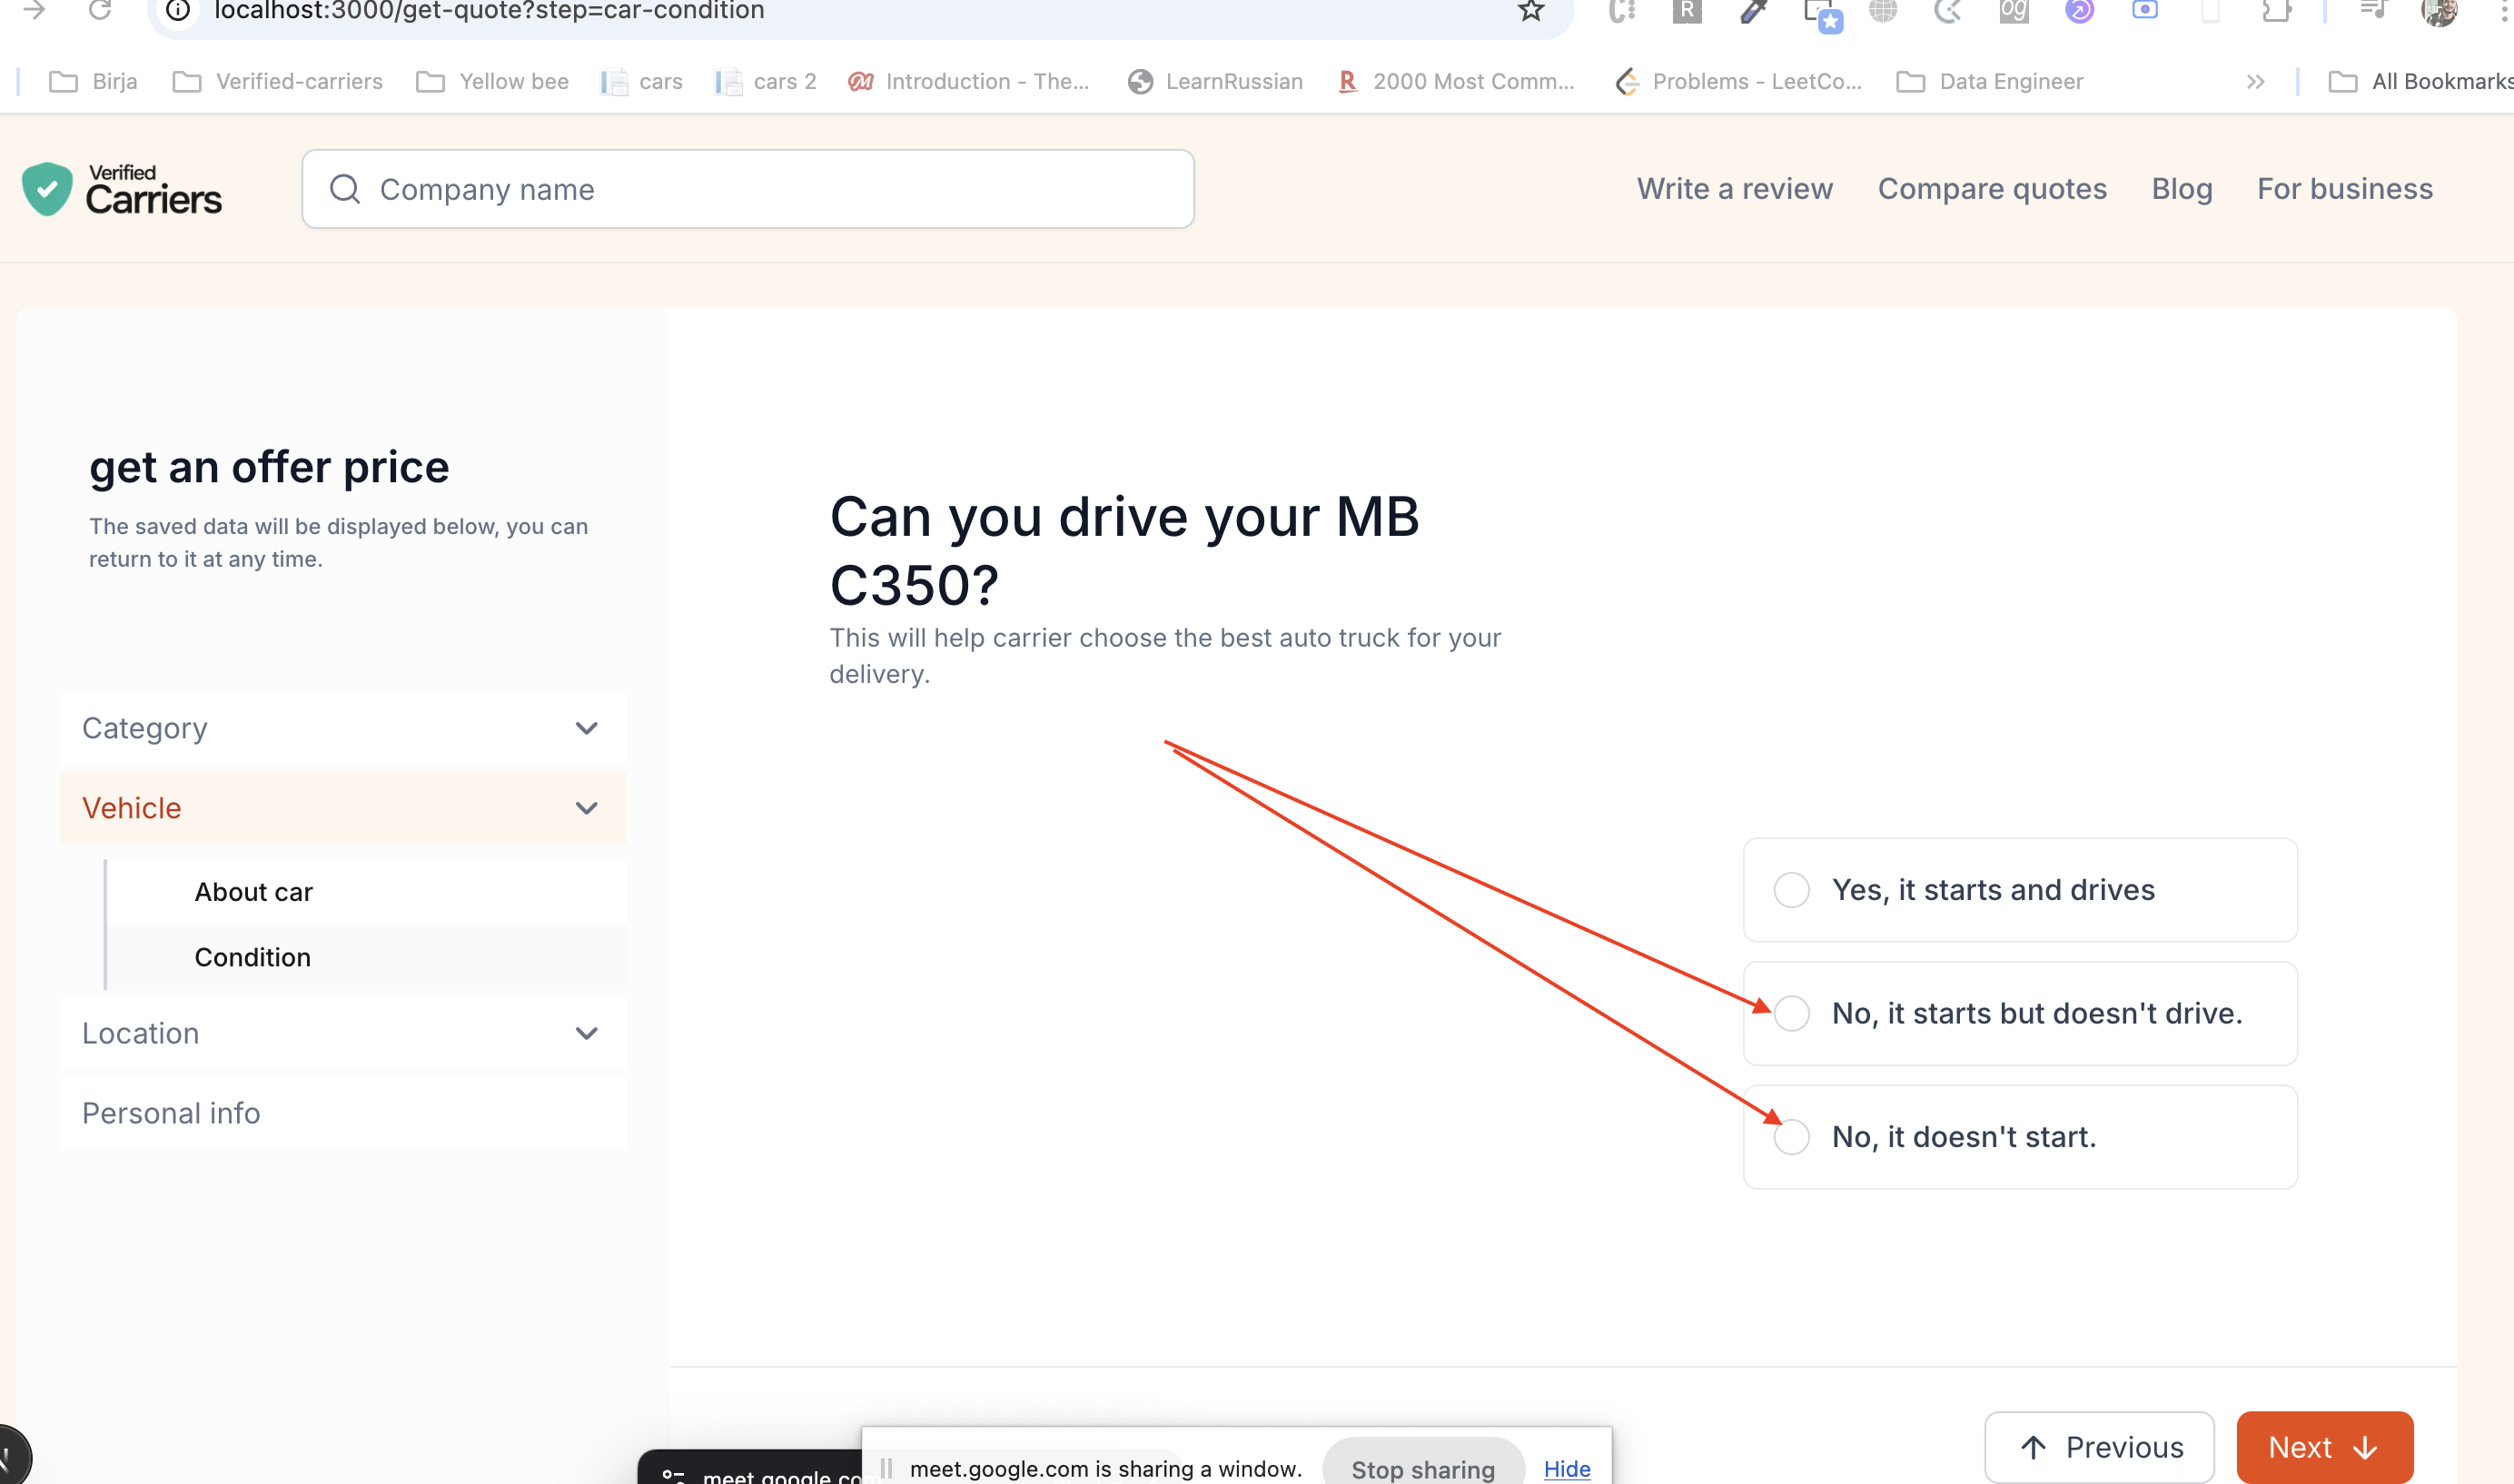 localhost:3000/get-quote?step=car-condition
Birja
Verified-carriers
Yellow bee
cars
cars 2
Introduction - The...
LearnRussian
2000 Most Comm...
Problems - LeetCo...
Data Engineer
All Bookmarks
Verified
Carriers
Company name
Write a review
Compare quotes
Blog
For business
get an offer price
The saved data will be displayed below, you can
return to it at any time.
Category
Vehicle
About car
Condition
Location
Personal info
Can you drive your MB
C350?
This will help carrier choose the best auto truck for your
delivery.
Yes, it starts and drives
No, it starts but doesn't drive.
No, it doesn't start.
Previous
Next
meet.google.com
meet.google.com is sharing a window.
Stop sharing
Hide